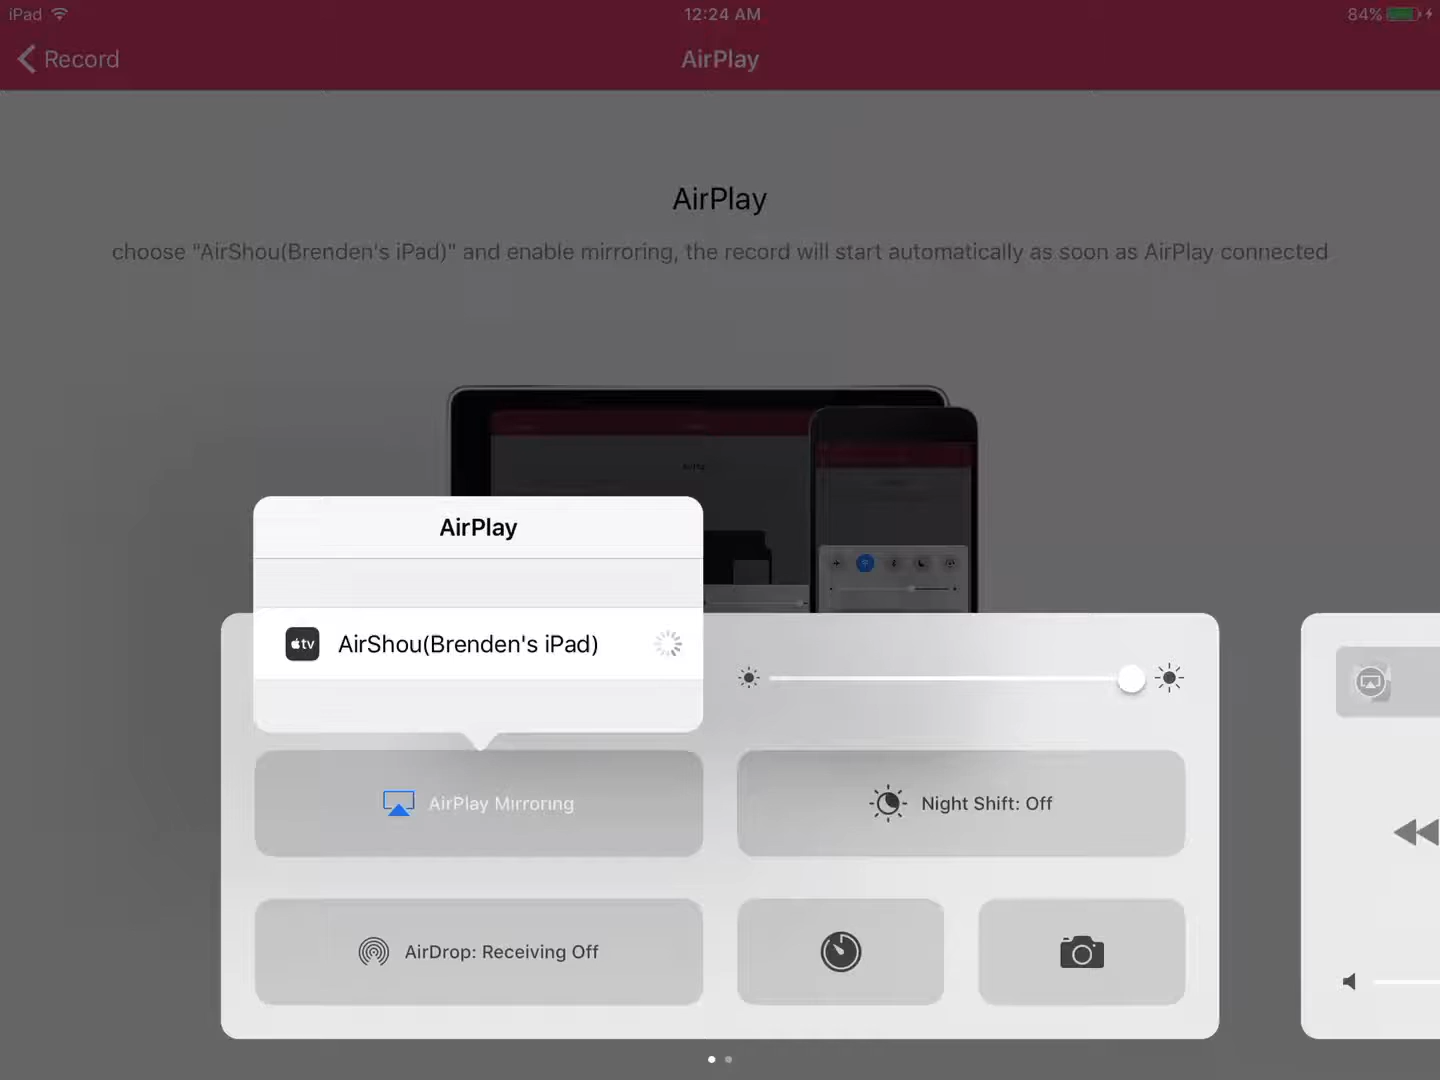 iPad
12:24 AM
84%
Record
AirPlay
AirPlay
choose "AirShou(Brenden's iPad)" and enable mirroring, the record will start automatically as soon as AirPlay connected
AirPlay
tv
AirShou(Brenden's iPad)
AirPlay Mirroring
Night Shift: Off
AirDrop: Receiving Off